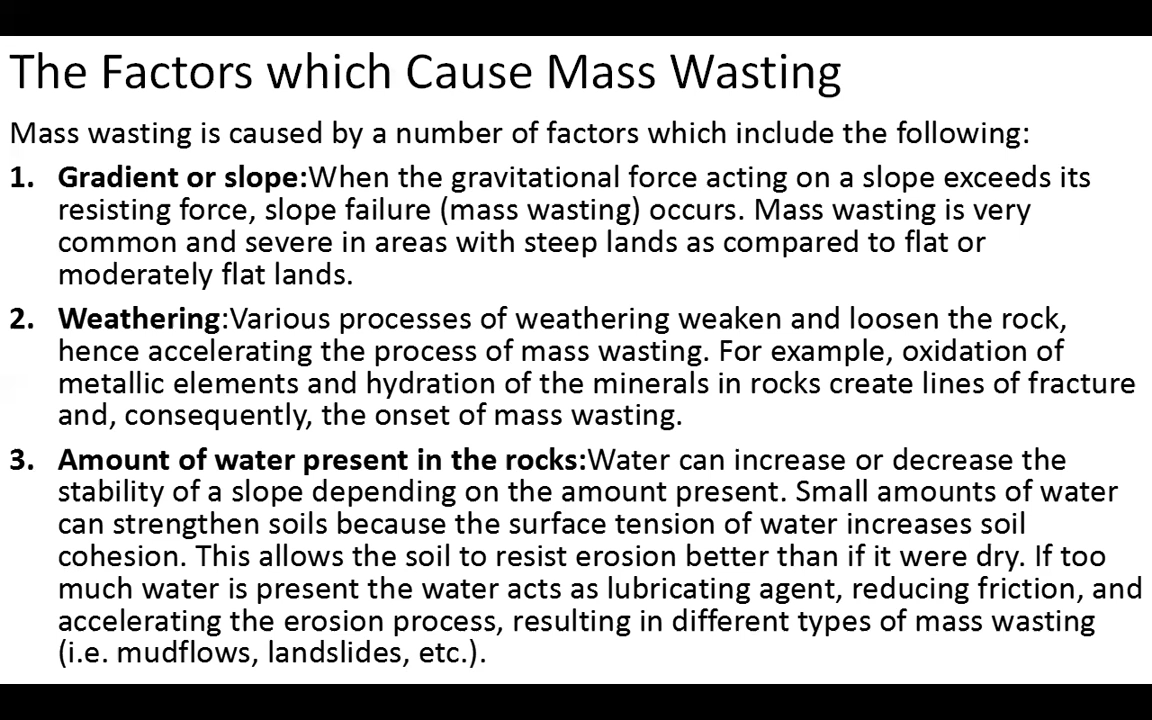 The Factors which Cause Mass Wasting
Mass wasting is caused by a number of factors which include the following:
1. Gradient or slope:When the gravitational force acting on a slope exceeds its
resisting force, slope failure (mass wasting) occurs. Mass wasting is very
common and severe in areas with steep lands as compared to flat or
moderately flat lands.
2. Weathering:Various processes of weathering weaken and loosen the rock,
hence accelerating the process of mass wasting. For example, oxidation of
metallic elements and hydration of the minerals in rocks create lines of fracture
and, consequently, the onset of mass wasting.
3. Amount of water present in the rocks:Water can increase or decrease the
stability of a slope depending on the amount present. Small amounts of water
can strengthen soils because the surface tension of water increases soil
cohesion. This allows the soil to resist erosion better than if it were dry. If too
much water is present the water acts as lubricating agent, reducing friction, and
accelerating the erosion process, resulting in different types of mass wasting
(i.e. mudflows, landslides, etc.).